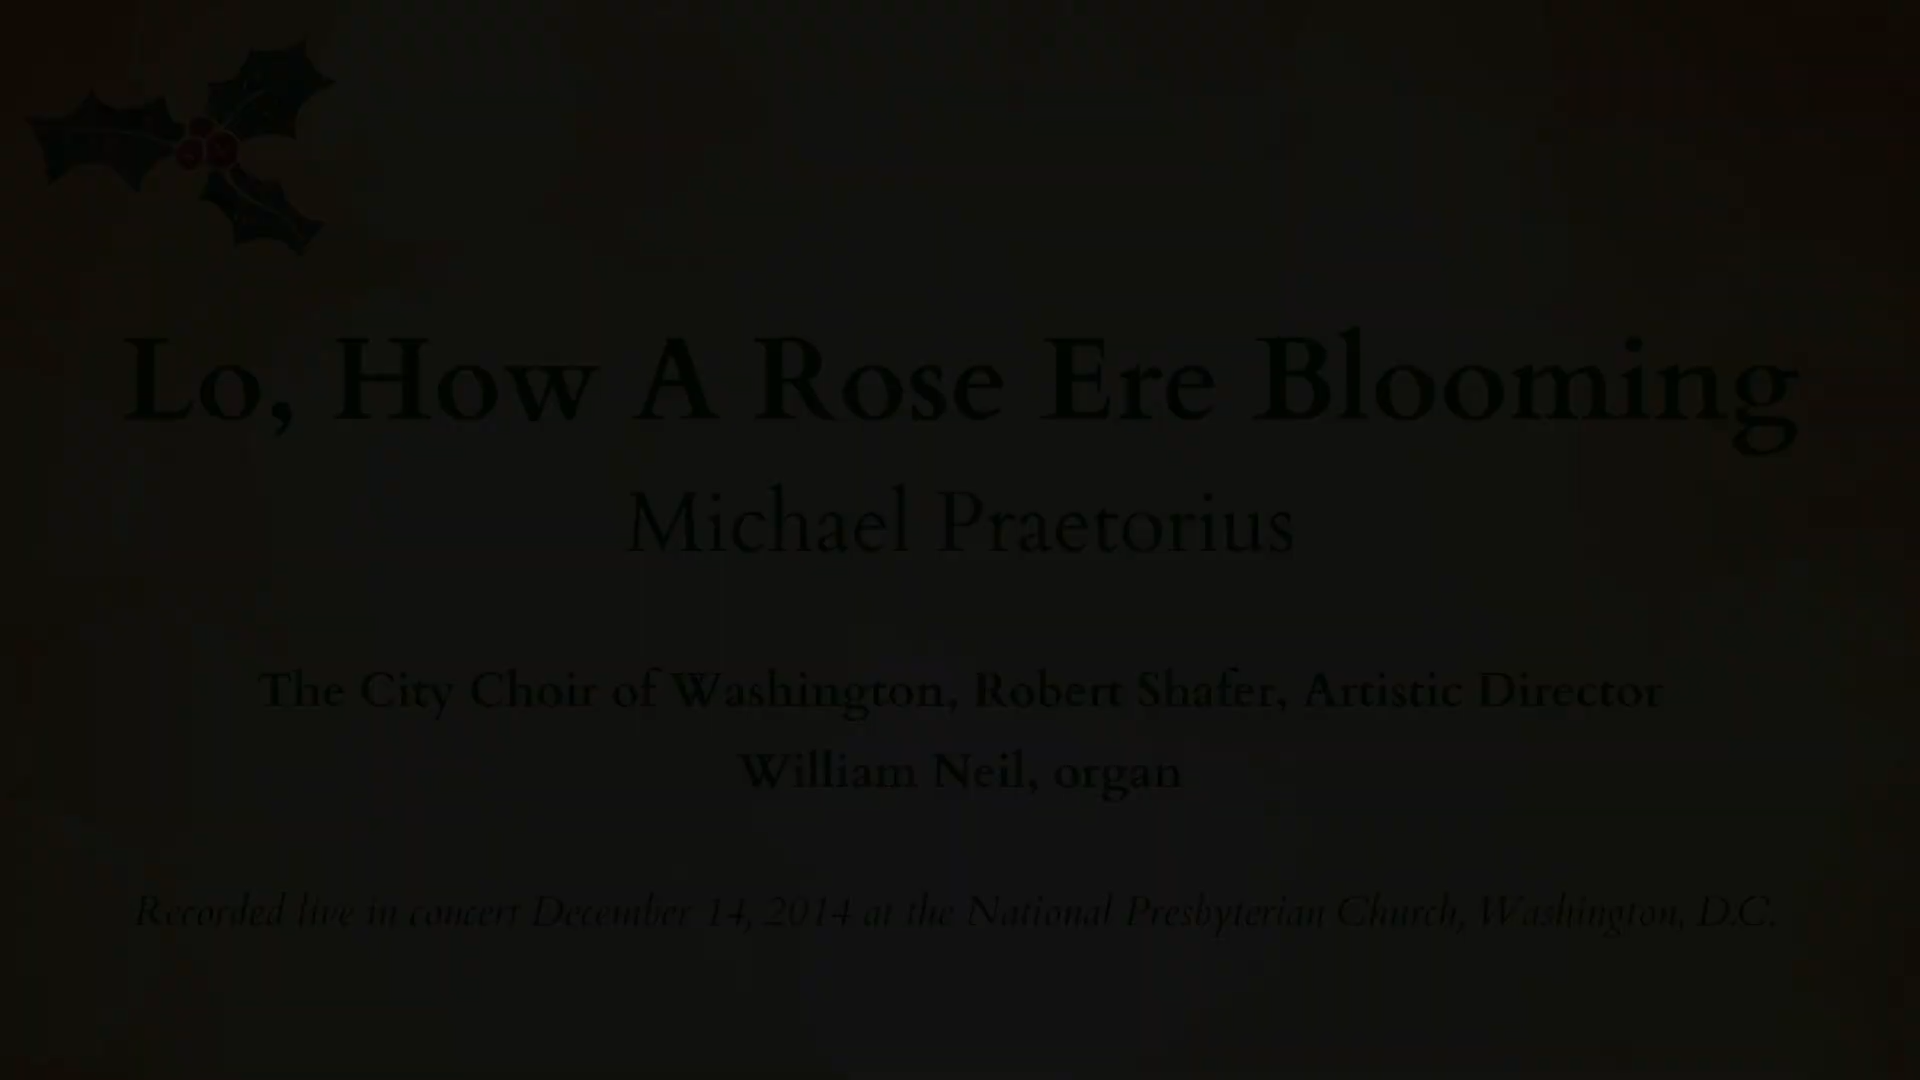 Lo, How A Rose Ere Blooming
Michael Praetorius
The City Choir of Washington, Robert Shafer, Artistic Director
William Neil, organ
Recorded live in concert December 14, 2014 at the National Presbyterian Church, Washington, D.C.